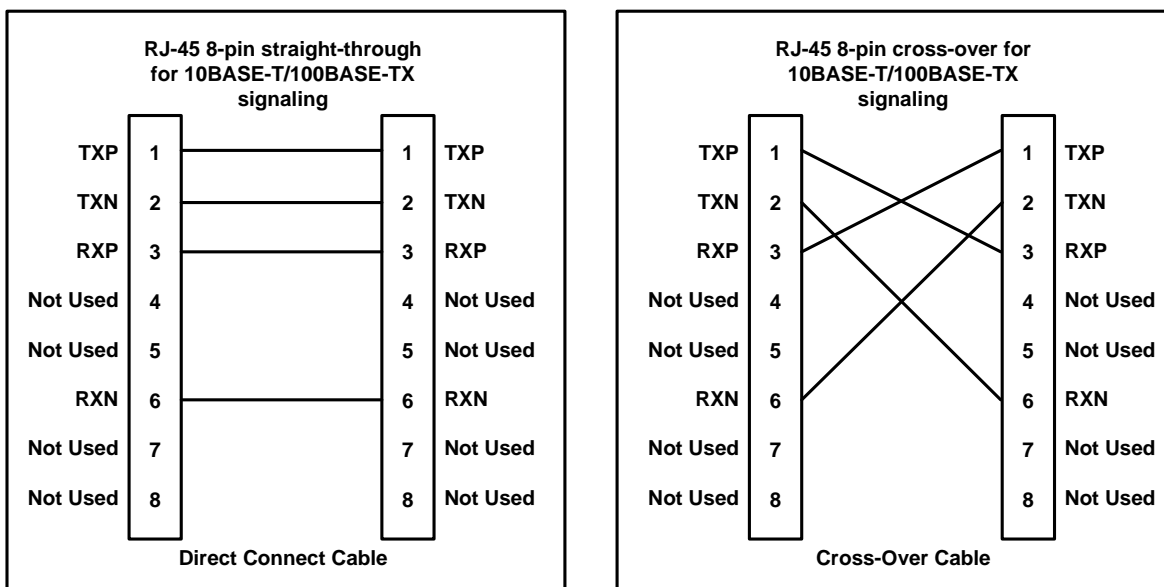 RJ-45 8-pin straight-through
for 10BASE-T/100BASE-TX
signaling
TXP 1 1 TXP
TXN 2 2 TXN
RXP 3 3 RXP
Not Used 4 4 Not Used
Not Used 5 5 Not Used
RXN 6 6 RXN
Not Used 7 7 Not Used
Not Used 8 8 Not Used
Direct Connect Cable
RJ-45 8-pin cross-over for
10BASE-T/100BASE-TX
signaling
TXP 1 1 TXP
TXN 2 2 TXN
RXP 3 3 RXP
Not Used 4 4 Not Used
Not Used 5 5 Not Used
RXN 6 6 RXN
Not Used 7 7 Not Used
Not Used 8 8 Not Used
Cross-Over Cable